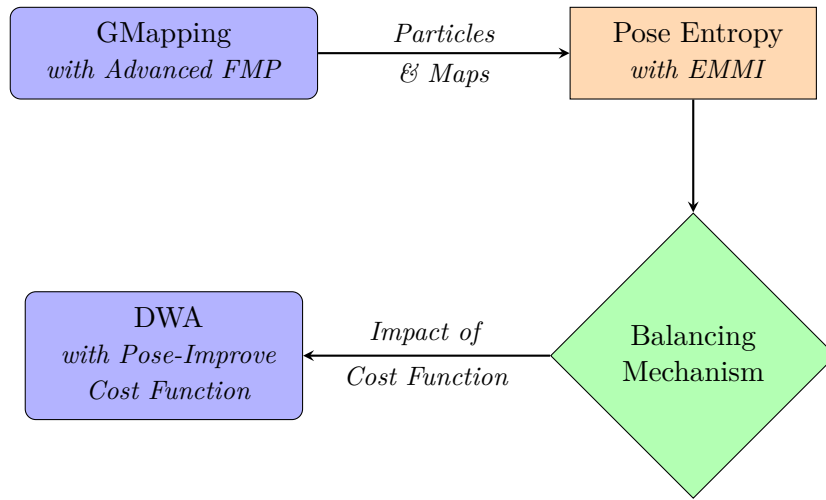 GMapping
with Advanced FMP
Particles
& Maps
Pose Entropy
with EMMI
Balancing
Mechanism
Impact of
Cost Function
DWA
with Pose-Improve
Cost Function